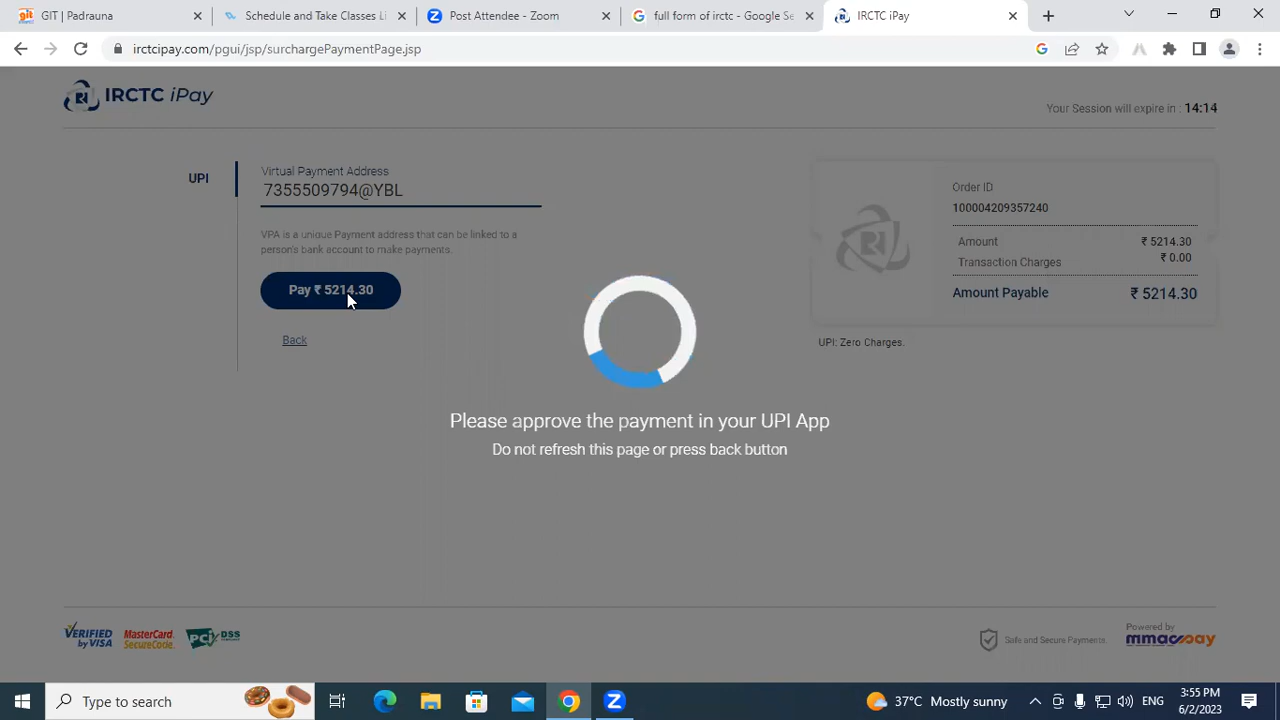 GIT | Padrauna
Schedule and Take Classes Li
Post Attendee - Zoom
full form of irctc - Google Se
IRCTC iPay
irctcipay.com/pgui/jsp/surchargePaymentPage.jsp
IRCTC iPay
Your Session will expire in : 14:14
UPI
Virtual Payment Address
7355509794@YBL
VPA is a unique Payment address that can be linked to a
person's bank account to make payments.
Pay ₹ 5214.30
Back
Order ID
100004209357240
Amount ₹ 5214.30
Transaction Charges ₹ 0.00
Amount Payable ₹ 5214.30
UPI: Zero Charges.
Please approve the payment in your UPI App
Do not refresh this page or press back button
VERIFIED
by VISA
MasterCard.
SecureCode.
PCI DSS
Safe and Secure Payments.
Powered by
mmadpay
Type to search
37°C Mostly sunny
ENG
3:55 PM
6/2/2023